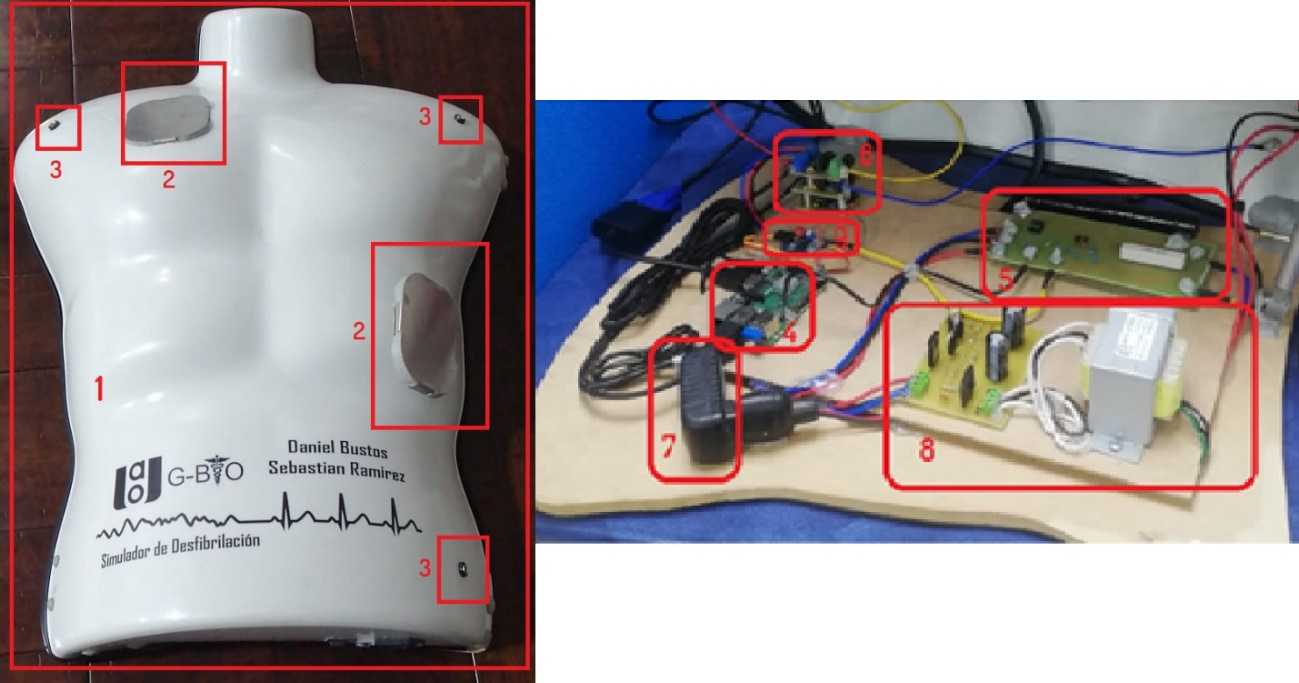 3
2
3
2
1
Daniel Bustos
Sebastian Ramirez
UAO G-BIO
Simulador de Desfibrilación
3
6
5
4
7
8